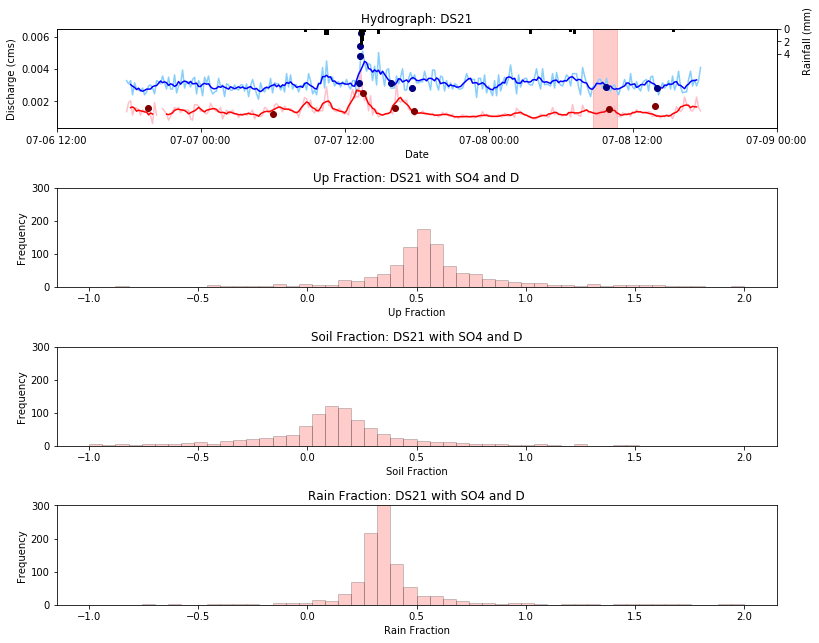 Hydrograph: DS21
0.006
0.004
0.002
Discharge (cms)
0
2
4
Rainfall (mm)
07-06 12:00 07-07 00:00 07-07 12:00 07-08 00:00 07-08 12:00 07-09 00:00
Date
Up Fraction: DS21 with SO4 and D
300
200
100
0
Frequency
−1.0 −0.5 0.0 0.5 1.0 1.5 2.0
Up Fraction
Soil Fraction: DS21 with SO4 and D
300
200
100
0
Frequency
−1.0 −0.5 0.0 0.5 1.0 1.5 2.0
Soil Fraction
Rain Fraction: DS21 with SO4 and D
300
200
100
0
Frequency
−1.0 −0.5 0.0 0.5 1.0 1.5 2.0
Rain Fraction